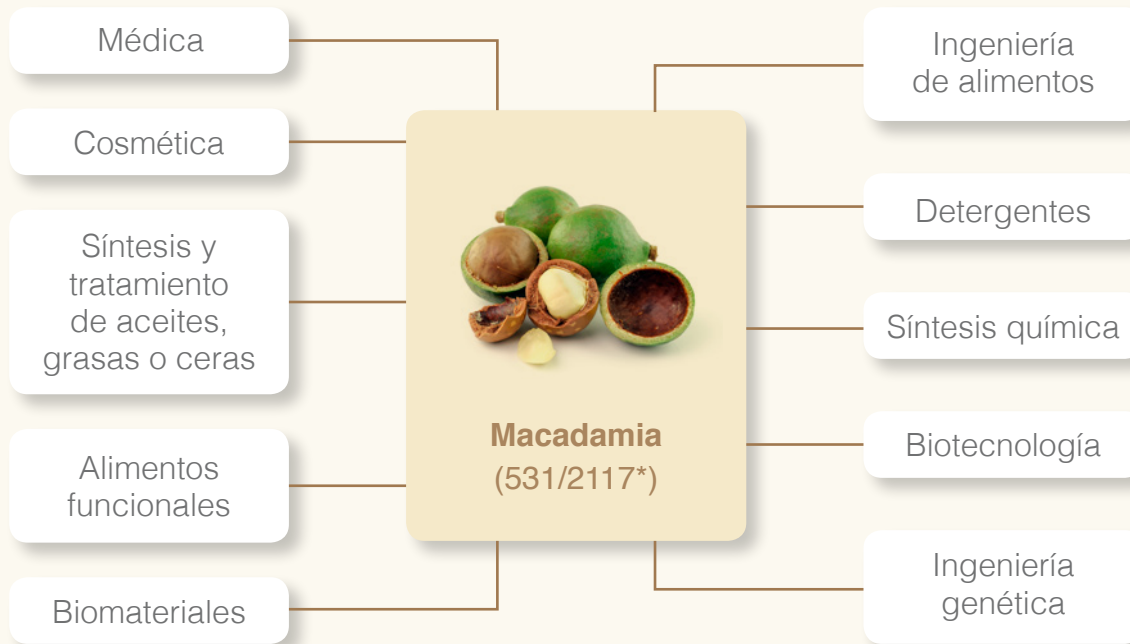 Médica
Cosmética
Síntesis y
tratamiento
de aceites,
grasas o ceras
Alimentos
funcionales
Biomateriales
Macadamia
(531/2117*)
Ingeniería
de alimentos
Detergentes
Síntesis química
Biotecnología
Ingeniería
genética